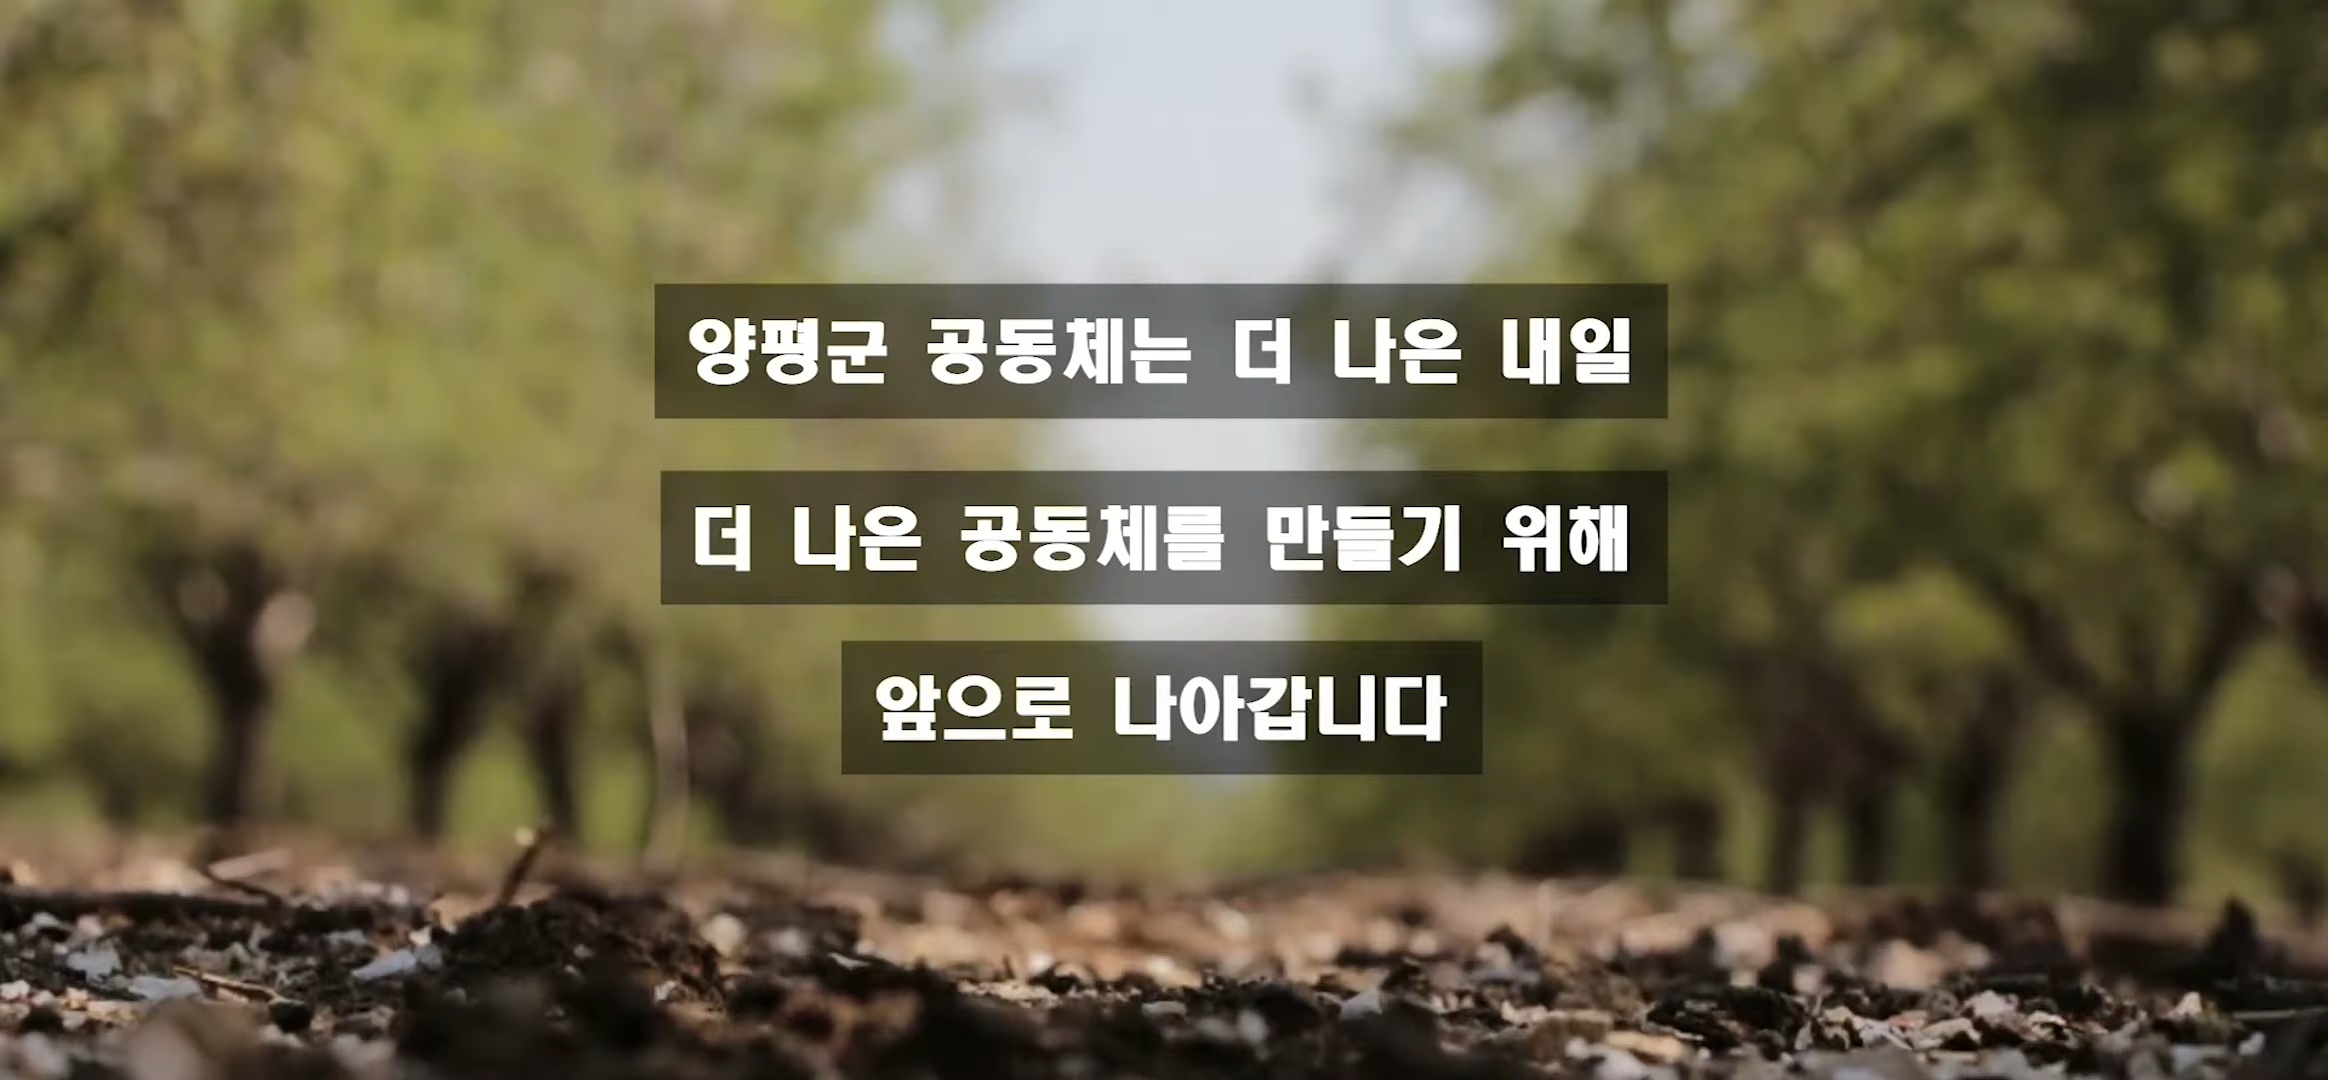 양평군 공동체는 더 나은 내일
더 나은 공동체를 만들기 위해
앞으로 나아갑니다